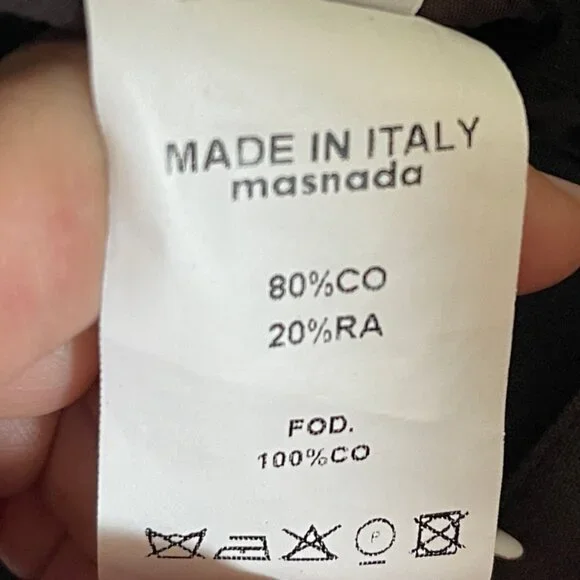 MADE IN ITALY
masnada
80%CO
20%RA
FOD.
100%CO
P